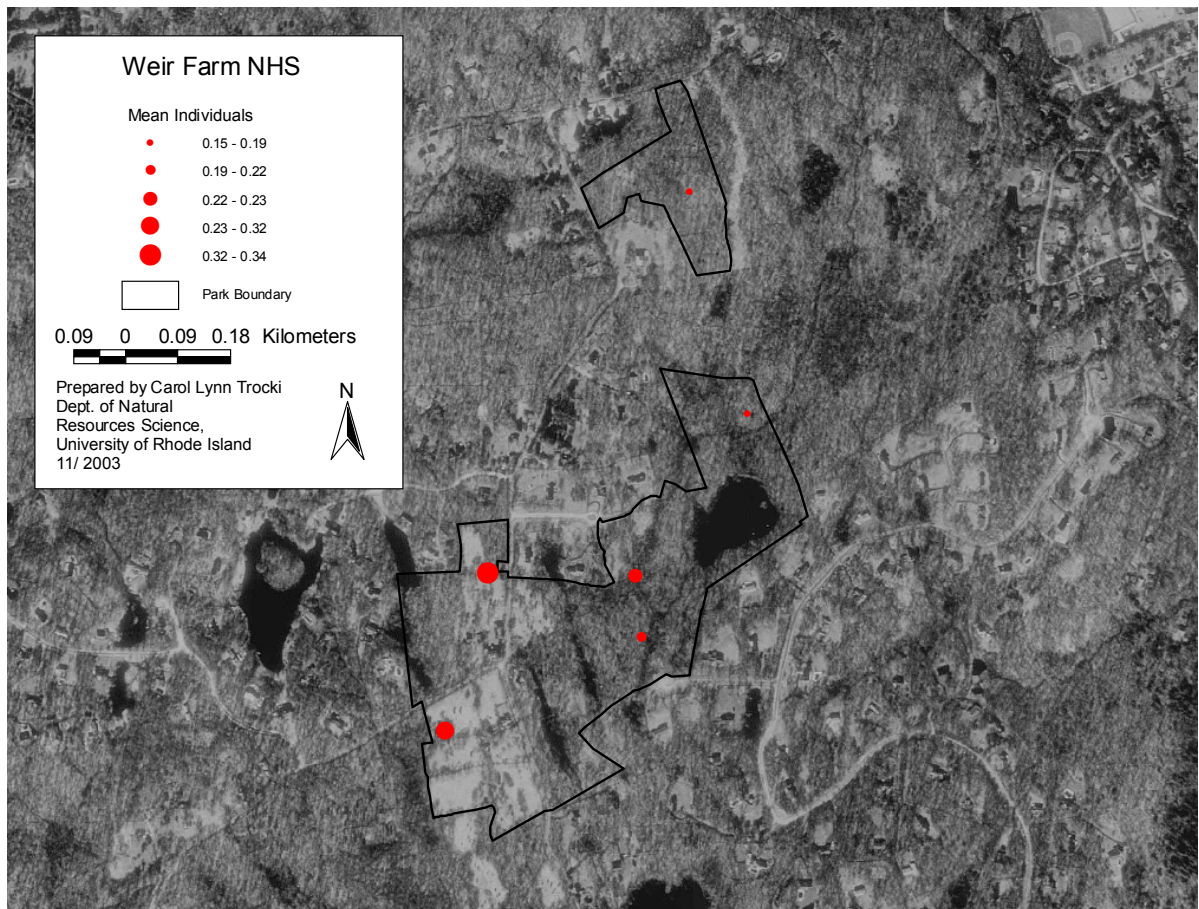 Weir Farm NHS
Mean Individuals
0.15 - 0.19
0.19 - 0.22
0.22 - 0.23
0.23 - 0.32
0.32 - 0.34
Park Boundary
0.09 0 0.09 0.18 Kilometers
Prepared by Carol Lynn Trocki
Dept. of Natural
Resources Science,
University of Rhode Island
11/ 2003
N